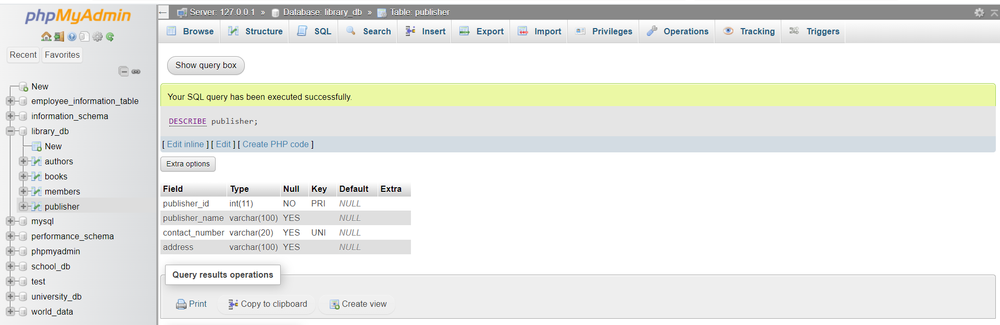 phpMyAdmin
Recent Favorites
New
employee_information_table
information_schema
library_db
New
authors
books
members
publisher
mysql
performance_schema
phpmyadmin
school_db
test
university_db
world_data
Server: 127.0.0.1 » Database: library_db » Table: publisher
Browse Structure SQL Search Insert Export Import Privileges Operations Tracking Triggers
Show query box
Your SQL query has been executed successfully.
DESCRIBE publisher;
[ Edit inline ] [ Edit ] [ Create PHP code ]
Extra options
Field Type Null Key Default Extra
publisher_id int(11) NO PRI NULL
publisher_name varchar(100) YES NULL
contact_number varchar(20) YES UNI NULL
address varchar(100) YES NULL
Query results operations
Print Copy to clipboard Create view